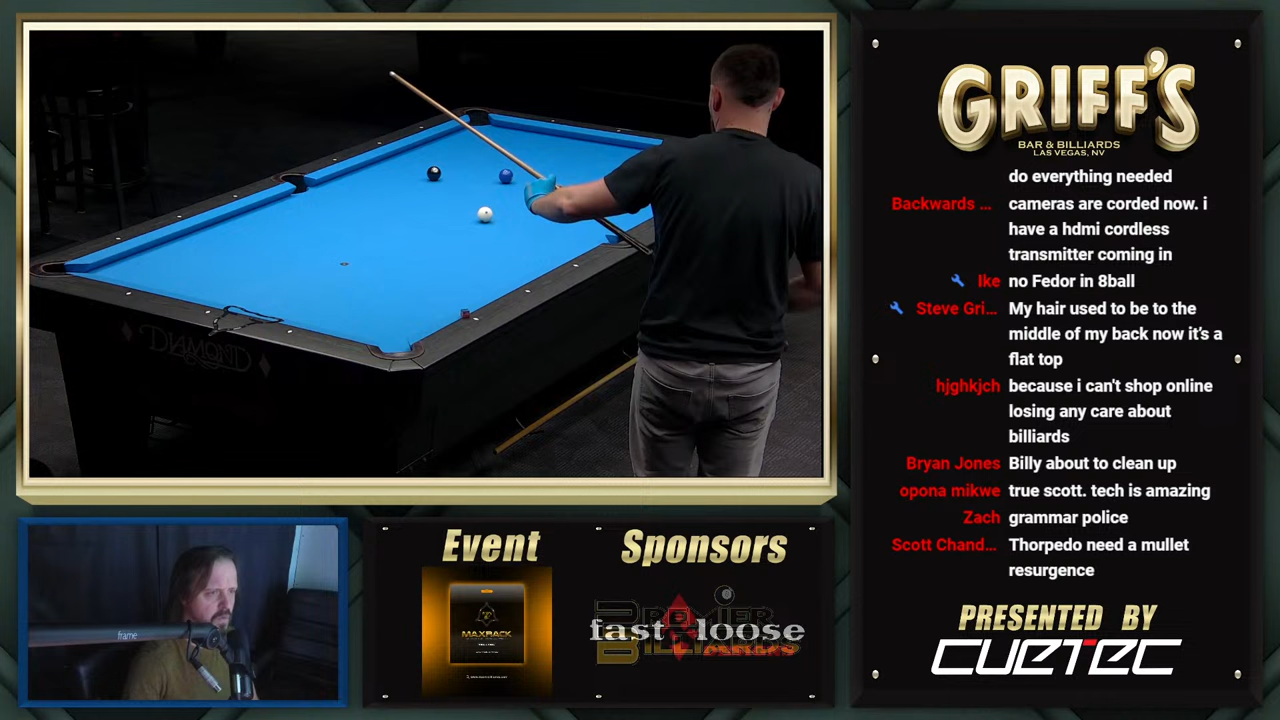 DIAMOND
GRIFF'S
BAR & BILLIARDS
LAS VEGAS, NV
do everything needed
Backwards ... cameras are corded now. i
have a hdmi cordless
transmitter coming in
Ike no Fedor in 8ball
Steve Gri... My hair used to be to the
middle of my back now it's a
flat top
hjghkjch because i can't shop online
losing any care about
billiards
Bryan Jones Billy about to clean up
opona mikwe true scott. tech is amazing
Zach grammar police
Scott Chand... Thorpedo need a mullet
resurgence
PRESENTED BY
CUETEC
frame
Event
MAXRACK
Sponsors
PREMIER
BILLIARDS
fast loose